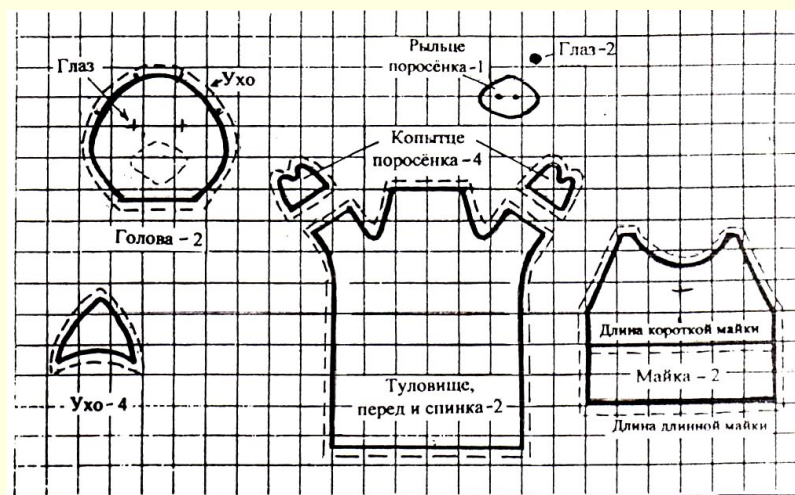 Рыльце
поросёнка-1
Глаз-2
Глаз
Ухо
Копытце
поросёнка-4
Голова-2
Длина короткой майки
Майка-2
Туловище,
перед и спинка-2
Ухо-4
Длина длинной майки